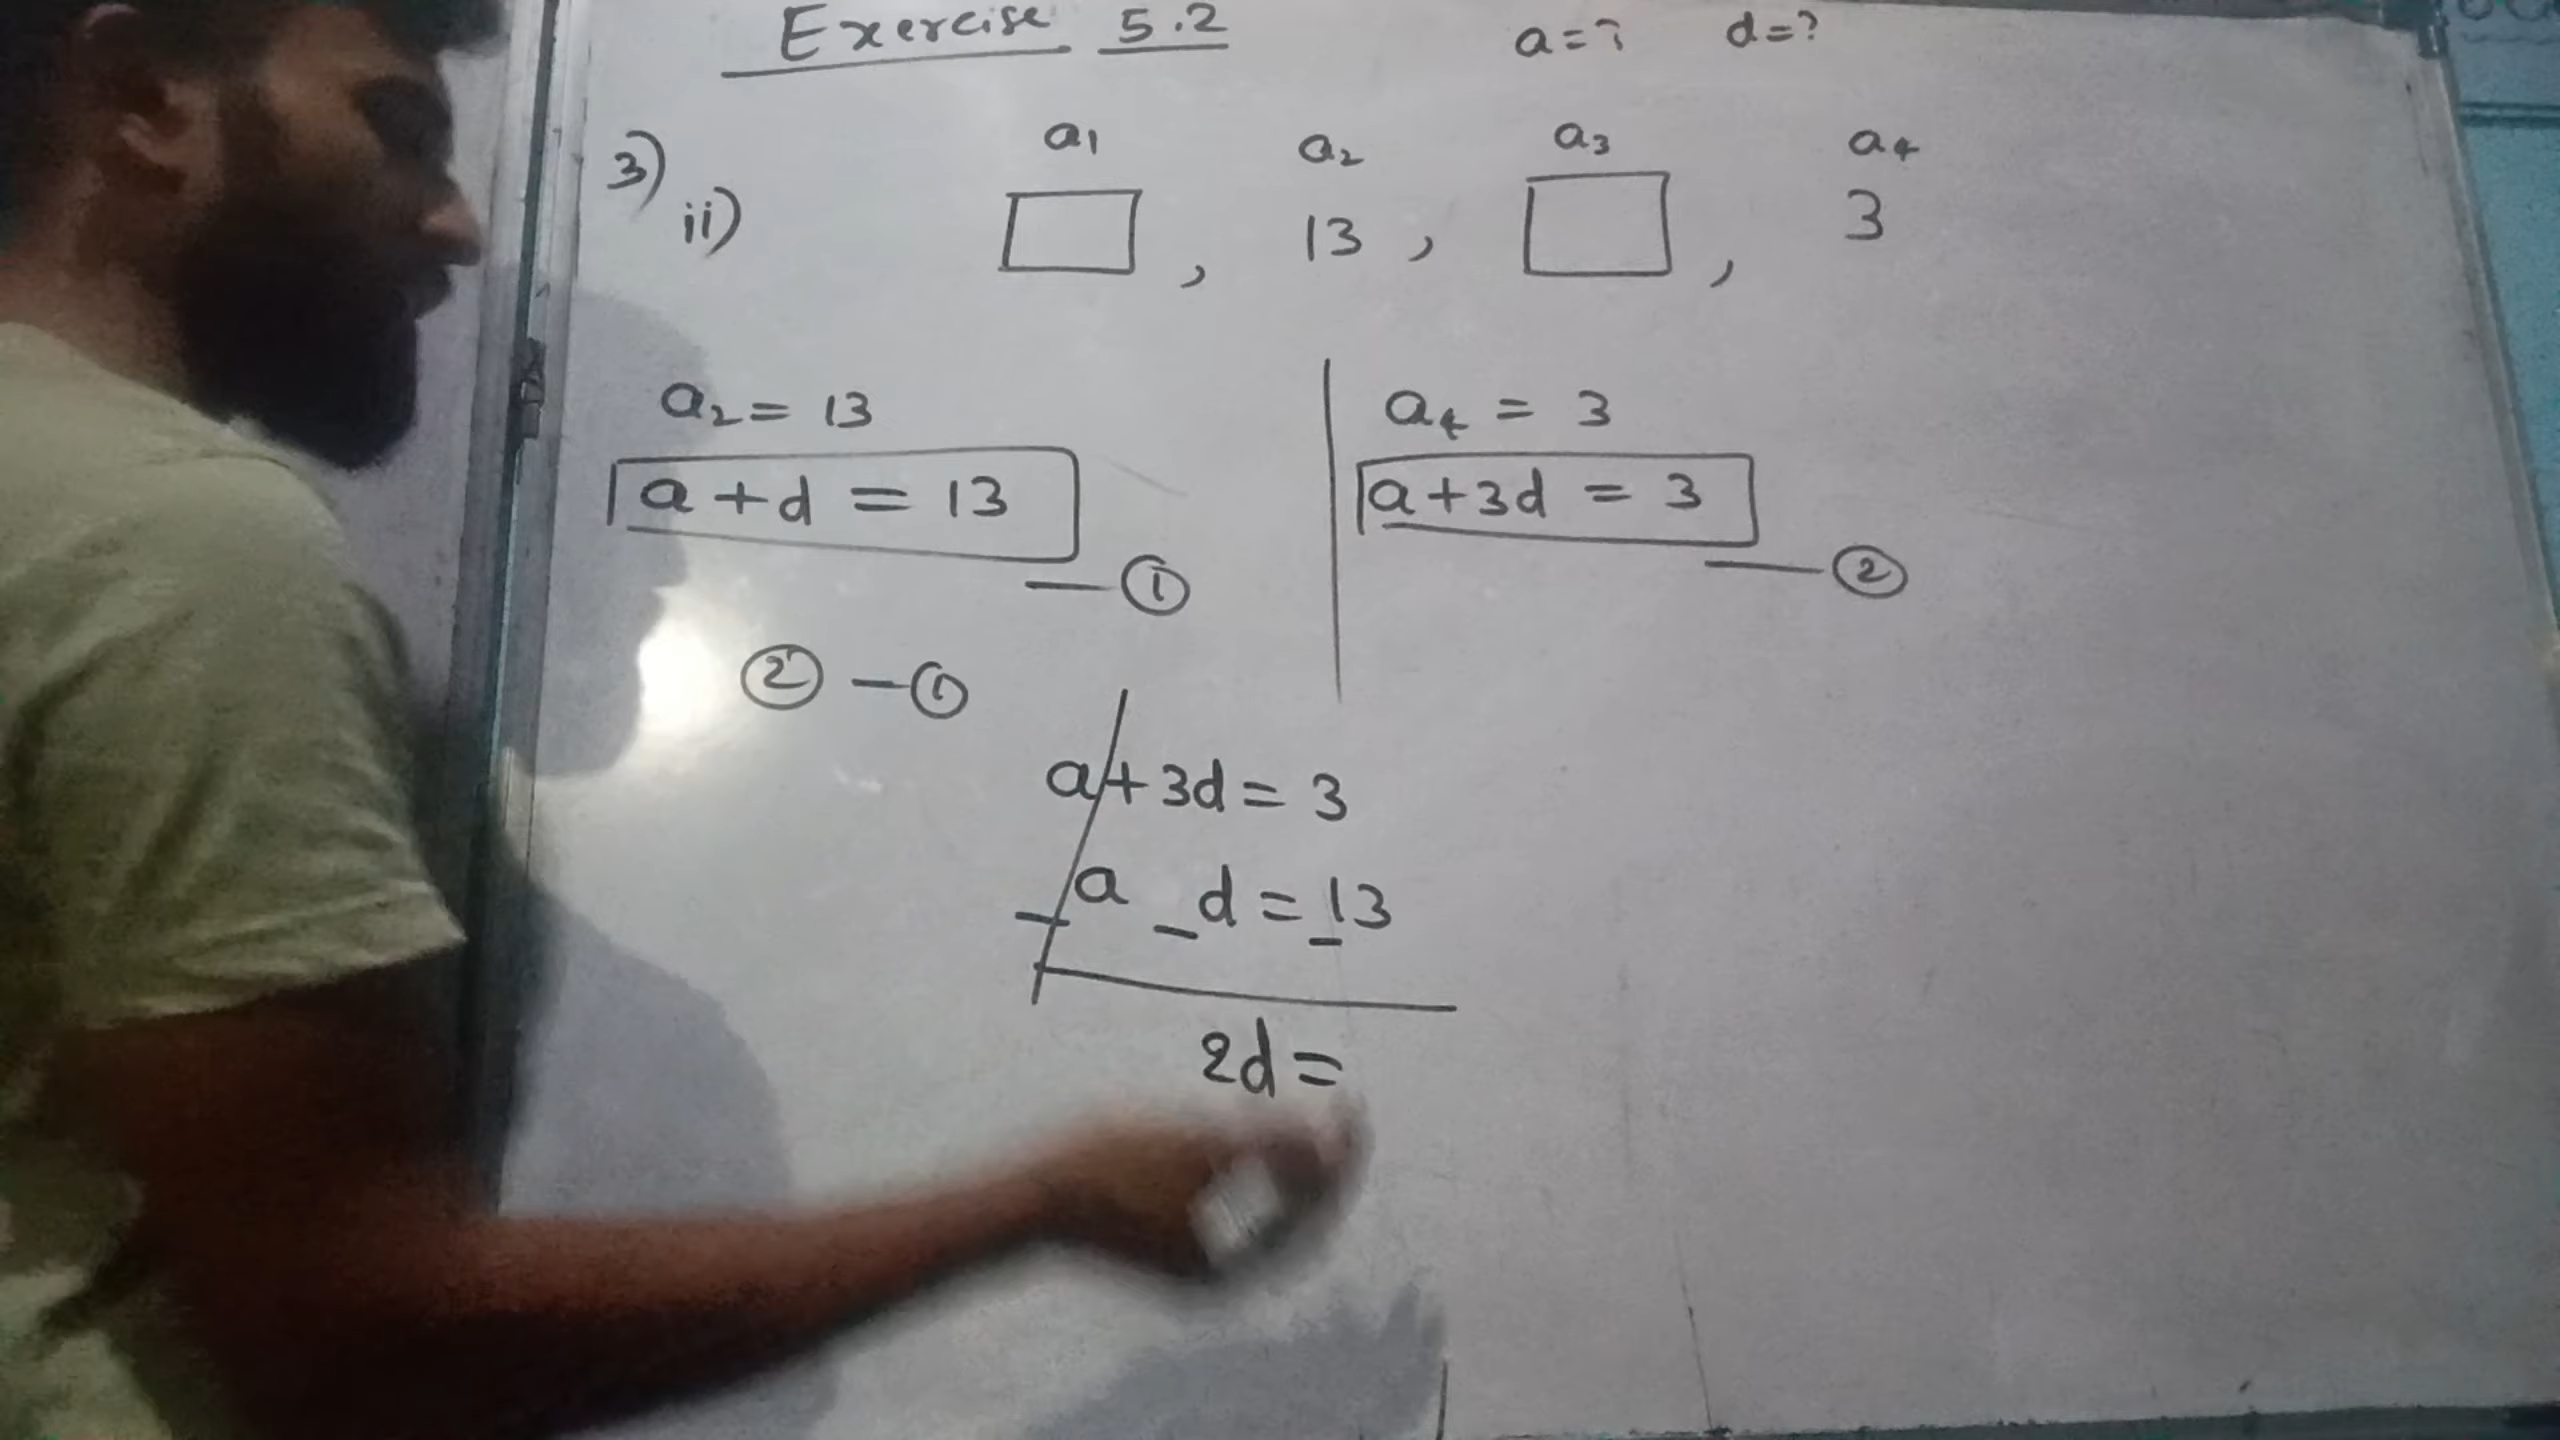 Exercise 5.2
a=? d=?
a1 a2 a3 a4
3) ii) , 13 , , 3
a2 = 13
a4 = 3
a + d = 13
a + 3d = 3
— ①
— ②
② − ①
a + 3d = 3
− a − d = − 13
2d =